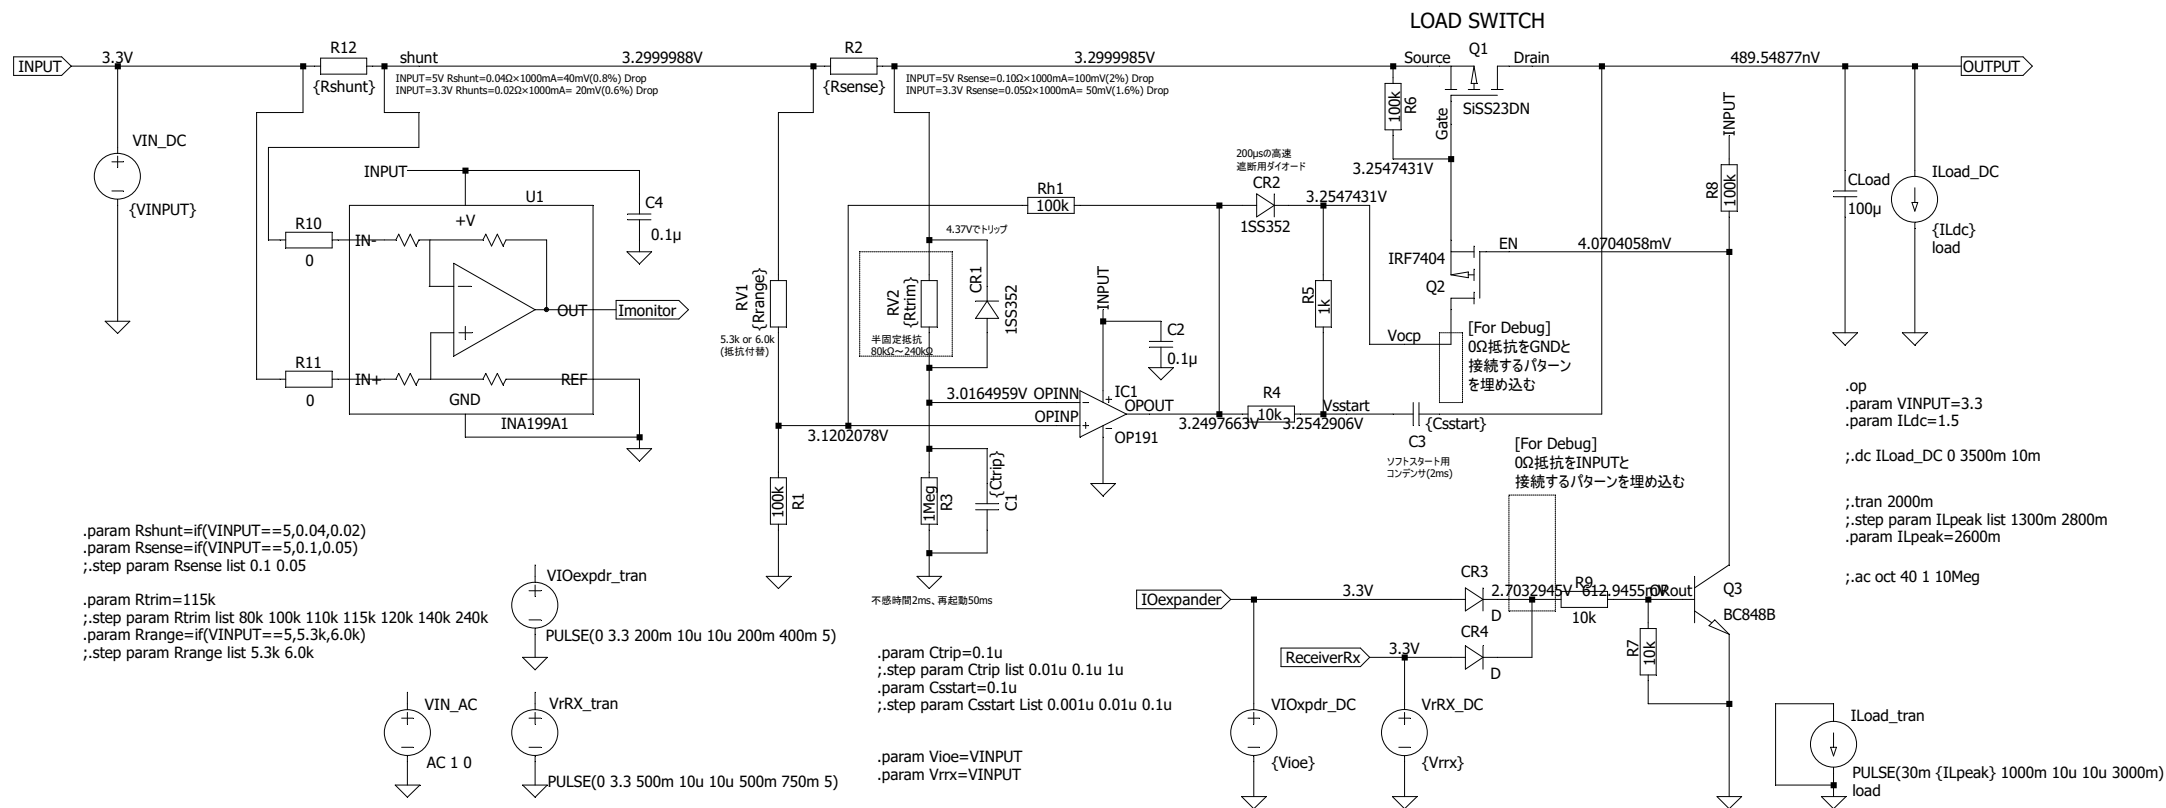 LOAD SWITCH
INPUT
3.3V
R12
{Rshunt}
shunt
3.2999988V
INPUT=5V Rshunt=0.04Ω×1000mA=40mV(0.8%) Drop
INPUT=3.3V Rhunts=0.02Ω×1000mA= 20mV(0.6%) Drop
R2
{Rsense}
3.2999985V
INPUT=5V Rsense=0.10Ω×1000mA=100mV(2%) Drop
INPUT=3.3V Rsense=0.05Ω×1000mA= 50mV(1.6%) Drop
Source
Q1
Drain
SiSS23DN
Gate
R6
100k
3.2547431V
489.54877nV
OUTPUT
VIN_DC
{VINPUT}
INPUT
U1
+V
C4
0.1µ
R10
0
IN-
OUT
Imonitor
R11
0
IN+
REF
GND
INA199A1
RV1
{Rrange}
5.3k or 6.0k
(抵抗付替)
Rh1
100k
4.37Vでトリップ
RV2
{Rtrim}
半固定抵抗
80kΩ～240kΩ
CR1
1SS352
200µsの高速
遮断用ダイオード
CR2
1SS352
3.2547431V
R5
1k
INPUT
C2
0.1µ
IRF7404
Q2
EN
4.0704058mV
INPUT
R8
100k
Vocp
[For Debug]
0Ω抵抗をGNDと
接続するパターン
を埋め込む
CLoad
100µ
ILoad_DC
{ILdc}
load
3.0164959V
OPINN
OPINP
3.1202078V
IC1
OPOUT
OP191
3.2497663V
R4
10k
Vsstart
3.2542906V
C3
{Csstart}
ソフトスタート用
コンデンサ(2ms)
[For Debug]
0Ω抵抗をINPUTと
接続するパターンを埋め込む
R1
100k
R3
1Meg
{Ctrip}
C1
不感時間2ms、再起動50ms
.op
.param VINPUT=3.3
.param ILdc=1.5
;.dc ILoad_DC 0 3500m 10m
;.tran 2000m
;.step param ILpeak list 1300m 2800m
.param ILpeak=2600m
;.ac oct 40 1 10Meg
.param Rshunt=if(VINPUT==5,0.04,0.02)
.param Rsense=if(VINPUT==5,0.1,0.05)
;.step param Rsense list 0.1 0.05
.param Rtrim=115k
;.step param Rtrim list 80k 100k 110k 115k 120k 140k 240k
.param Rrange=if(VINPUT==5,5.3k,6.0k)
;.step param Rrange list 5.3k 6.0k
VIOexpdr_tran
PULSE(0 3.3 200m 10u 10u 200m 400m 5)
VIN_AC
AC 1 0
VrRX_tran
PULSE(0 3.3 500m 10u 10u 500m 750m 5)
.param Ctrip=0.1u
;.step param Ctrip list 0.01u 0.1u 1u
.param Csstart=0.1u
;.step param Csstart List 0.001u 0.01u 0.1u
.param Vioe=VINPUT
.param Vrrx=VINPUT
IOexpander
3.3V
CR3
D
2.7032945V
R9
10k
612.9455mV
ORout
Q3
BC848B
ReceiverRx
3.3V
CR4
D
R7
10k
VIOxpdr_DC
{Vioe}
VrRX_DC
{Vrrx}
ILoad_tran
PULSE(30m {ILpeak} 1000m 10u 10u 3000m)
load